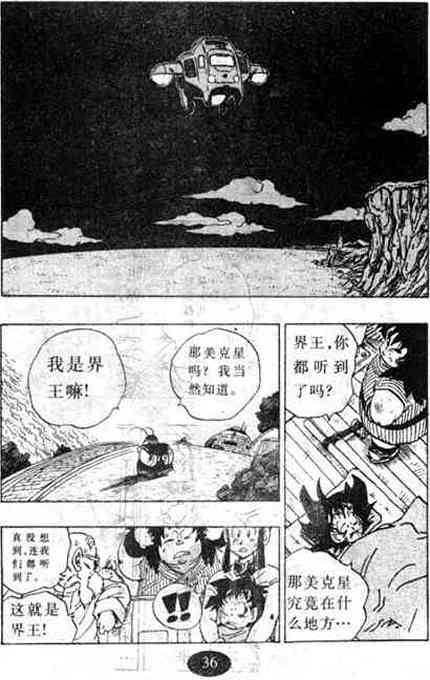 界王,你
都听到
了吗?
那美克星
究竟在什
么地方…
那美克星
吗?我当
然知道。
我是界
王嘛!
!!
真没想
到,连我
们都听
到了。
这就是
界王!
36